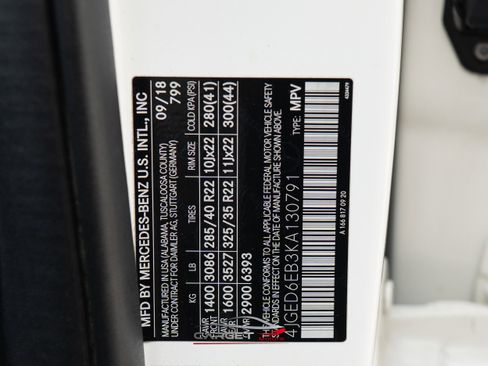 MFD BY MERCEDES-BENZ U.S. INTL., INC 09/18
MANUFACTURED IN USA (ALABAMA, TUSCALOOSA COUNTY) 799
UNDER CONTRACT FOR DAIMLER AG, STUTTGART (GERMANY)
KG LB TIRES RIM SIZE COLD KPA(PSI)
GAWR FRONT 1400 3086 285/40 R22 10Jx22 280(41)
GAWR 1600 3527 325/35 R22 11Jx22 300(44)
2900 6393
THIS VEHICLE CONFORMS TO ALL APPLICABLE FEDERAL MOTOR VEHICLE SAFETY
STANDARDS IN EFFECT ON THE DATE OF MANUFACTURE SHOWN ABOVE.
TYPE: MPV
4JGED6EB3KA130791
A 166 817 09 20